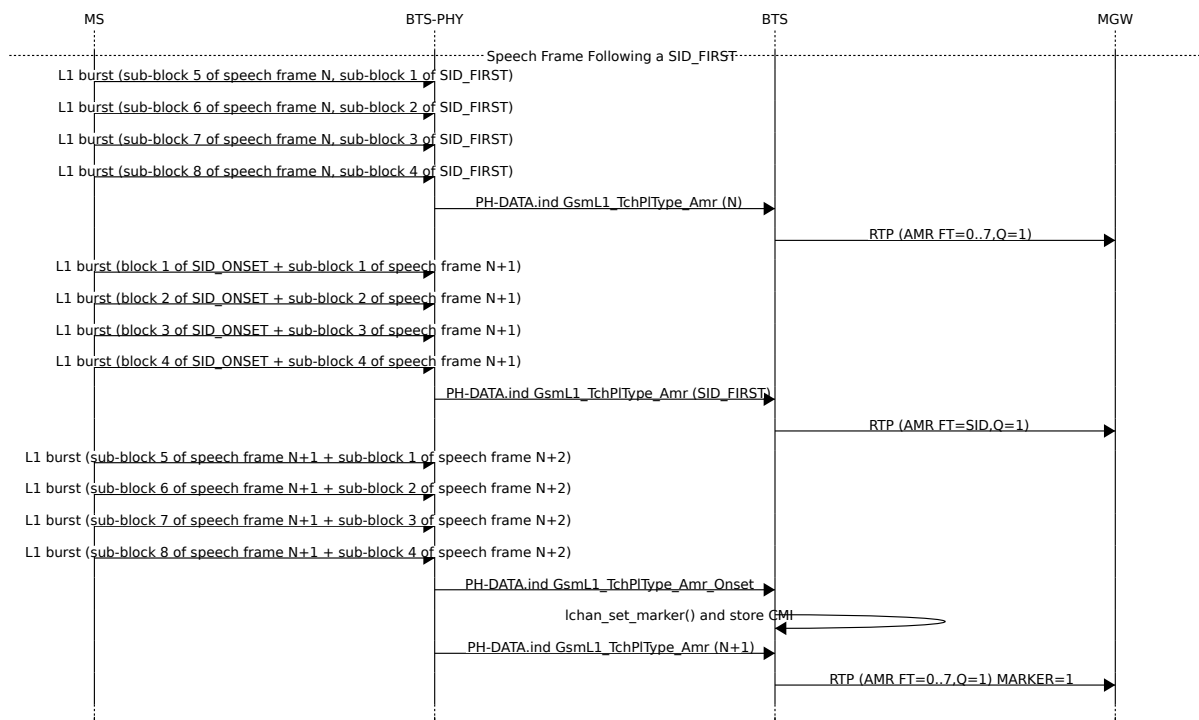 MS BTS-PHY BTS MGW
Speech Frame Following a SID_FIRST
L1 burst (sub-block 5 of speech frame N, sub-block 1 of SID_FIRST)
L1 burst (sub-block 6 of speech frame N, sub-block 2 of SID_FIRST)
L1 burst (sub-block 7 of speech frame N, sub-block 3 of SID_FIRST)
L1 burst (sub-block 8 of speech frame N, sub-block 4 of SID_FIRST)
PH-DATA.ind GsmL1_TchPlType_Amr (N)
RTP (AMR FT=0..7,Q=1)
L1 burst (block 1 of SID_ONSET + sub-block 1 of speech frame N+1)
L1 burst (block 2 of SID_ONSET + sub-block 2 of speech frame N+1)
L1 burst (block 3 of SID_ONSET + sub-block 3 of speech frame N+1)
L1 burst (block 4 of SID_ONSET + sub-block 4 of speech frame N+1)
PH-DATA.ind GsmL1_TchPlType_Amr (SID_FIRST)
RTP (AMR FT=SID,Q=1)
L1 burst (sub-block 5 of speech frame N+1 + sub-block 1 of speech frame N+2)
L1 burst (sub-block 6 of speech frame N+1 + sub-block 2 of speech frame N+2)
L1 burst (sub-block 7 of speech frame N+1 + sub-block 3 of speech frame N+2)
L1 burst (sub-block 8 of speech frame N+1 + sub-block 4 of speech frame N+2)
PH-DATA.ind GsmL1_TchPlType_Amr_Onset
lchan_set_marker() and store CMI
PH-DATA.ind GsmL1_TchPlType_Amr (N+1)
RTP (AMR FT=0..7,Q=1) MARKER=1